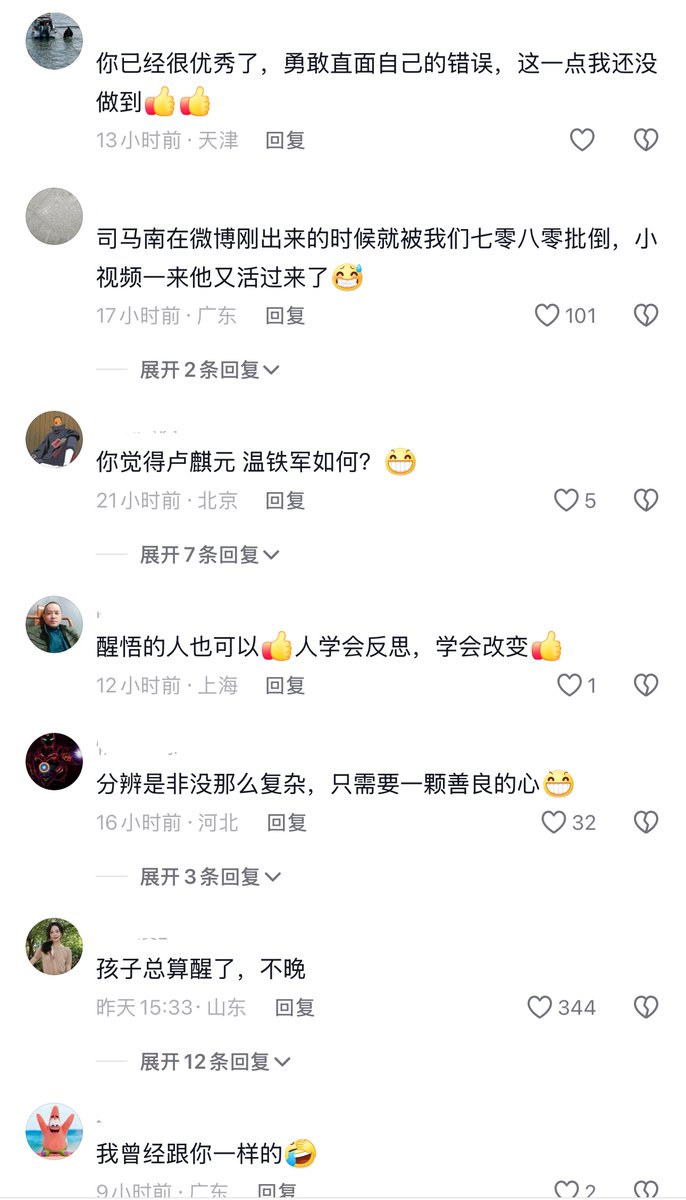 你已经很优秀了，勇敢直面自己的错误，这一点我还没
做到👍👍
13小时前·天津 回复
司马南在微博刚出来的时候就被我们七零八零批倒，小
视频一来他又活过来了😅
17小时前·广东 回复 101
展开2条回复
你觉得卢麒元 温铁军如何？😁
21小时前·北京 回复 5
展开7条回复
醒悟的人也可以👍人学会反思，学会改变👍
12小时前·上海 回复 1
分辨是非没那么复杂，只需要一颗善良的心😁
16小时前·河北 回复 32
展开3条回复
孩子总算醒了，不晚
昨天15:33·山东 回复 344
展开12条回复
我曾经跟你一样的🤣
9小时前·广东 回复 2